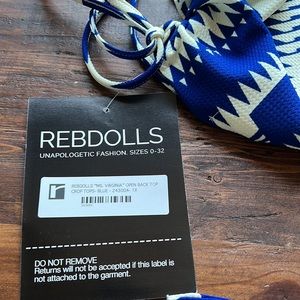 REBDOLLS
UNAPOLOGETIC FASHION. SIZES 0-32
REBDOLLS "MS. VIRGINIA" OPEN BACK TOP
CROP TOPS- BLUE - 24300A- 1X
DO NOT REMOVE
Returns will not be accepted if this label is
not attached to the garment.